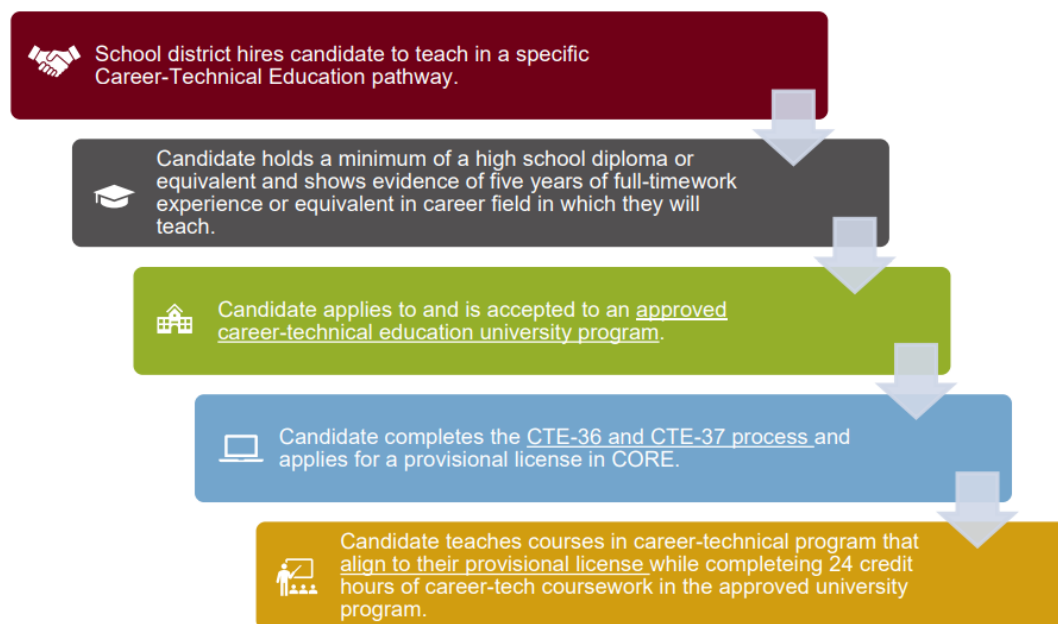 School district hires candidate to teach in a specific
Career-Technical Education pathway.
Candidate holds a minimum of a high school diploma or
equivalent and shows evidence of five years of full-timework
experience or equivalent in career field in which they will
teach.
Candidate applies to and is accepted to an approved
career-technical education university program.
Candidate completes the CTE-36 and CTE-37 process and
applies for a provisional license in CORE.
Candidate teaches courses in career-technical program that
align to their provisional license while completeing 24 credit
hours of career-tech coursework in the approved university
program.